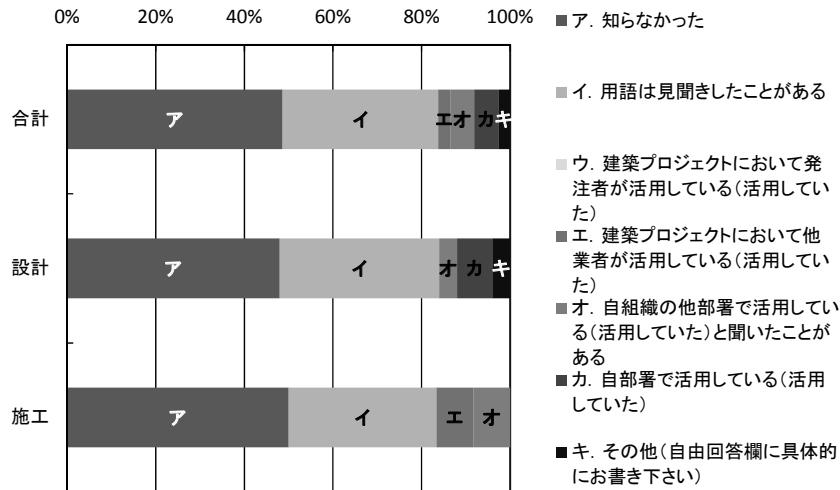 0% 20% 40% 60% 80% 100%
合計
ア イ エ オ カ キ
設計
ア イ オ カ キ
施工
ア イ エ オ
ア．知らなかった
イ．用語は見聞きしたことがある
ウ．建築プロジェクトにおいて発
注者が活用している（活用してい
た）
エ．建築プロジェクトにおいて他
業者が活用している（活用してい
た）
オ．自組織の他部署で活用してい
る（活用していた）と聞いたことが
ある
カ．自部署で活用している（活用
していた）
キ．その他（自由回答欄に具体的
にお書き下さい）